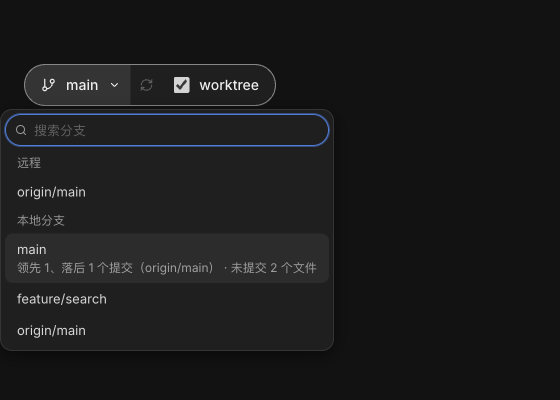 main
worktree
搜索分支
远程
origin/main
本地分支
main
领先 1、落后 1 个提交（origin/main） · 未提交 2 个文件
feature/search
origin/main